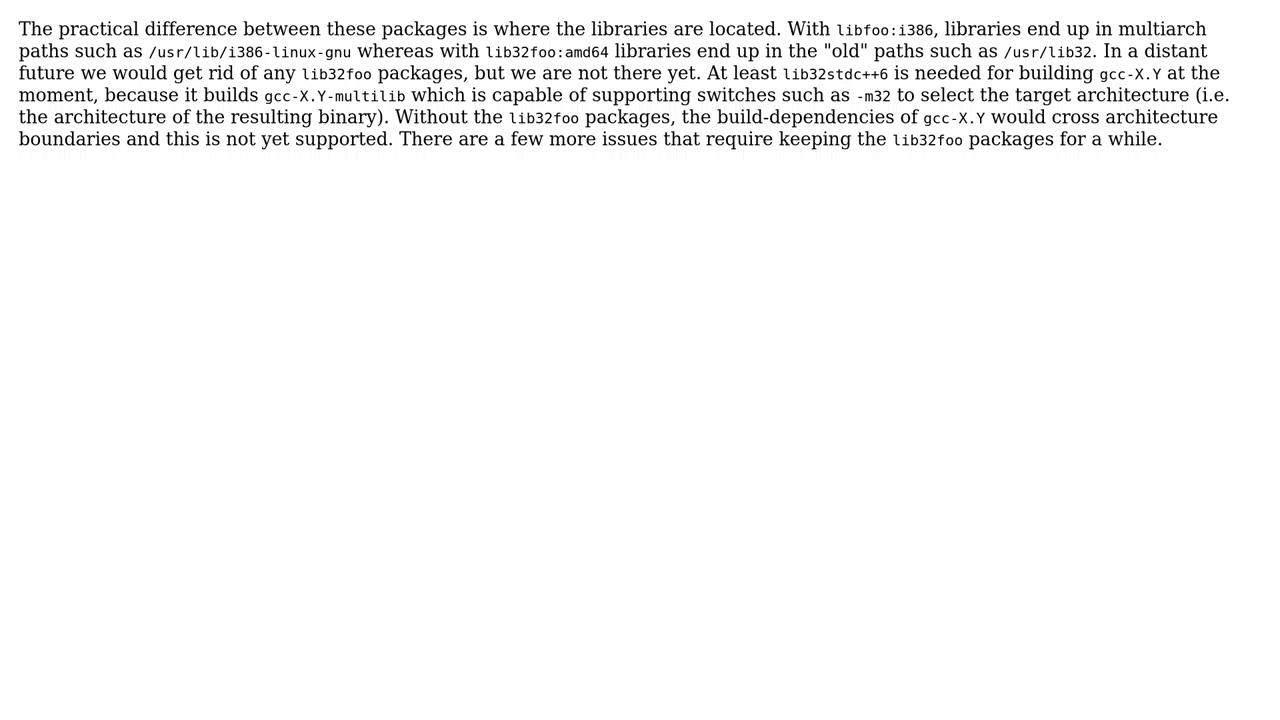 The practical difference between these packages is where the libraries are located. With libfoo:i386, libraries end up in multiarch
paths such as /usr/lib/i386-linux-gnu whereas with lib32foo:amd64 libraries end up in the "old" paths such as /usr/lib32. In a distant
future we would get rid of any lib32foo packages, but we are not there yet. At least lib32stdc++6 is needed for building gcc-X.Y at the
moment, because it builds gcc-X.Y-multilib which is capable of supporting switches such as -m32 to select the target architecture (i.e.
the architecture of the resulting binary). Without the lib32foo packages, the build-dependencies of gcc-X.Y would cross architecture
boundaries and this is not yet supported. There are a few more issues that require keeping the lib32foo packages for a while.